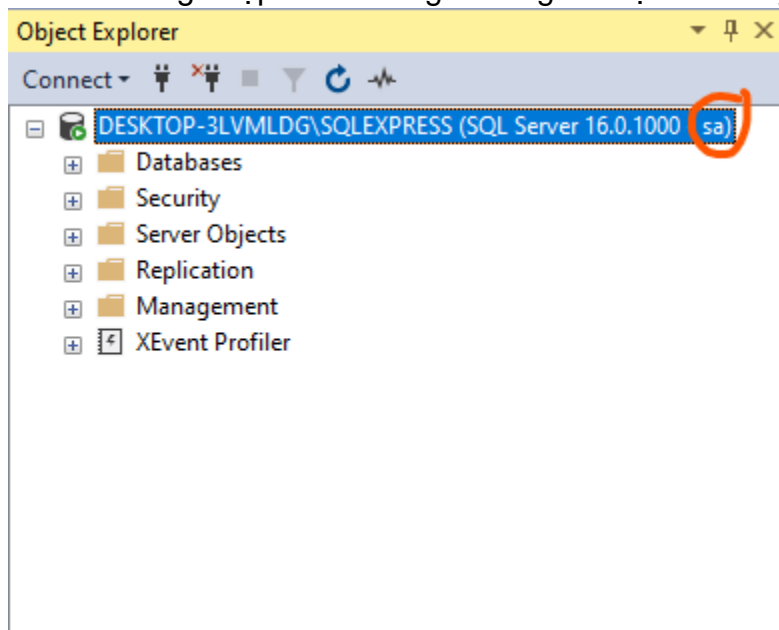 Object Explorer
Connect
DESKTOP-3LVMLDG\SQLEXPRESS (SQL Server 16.0.1000 sa)
Databases
Security
Server Objects
Replication
Management
XEvent Profiler